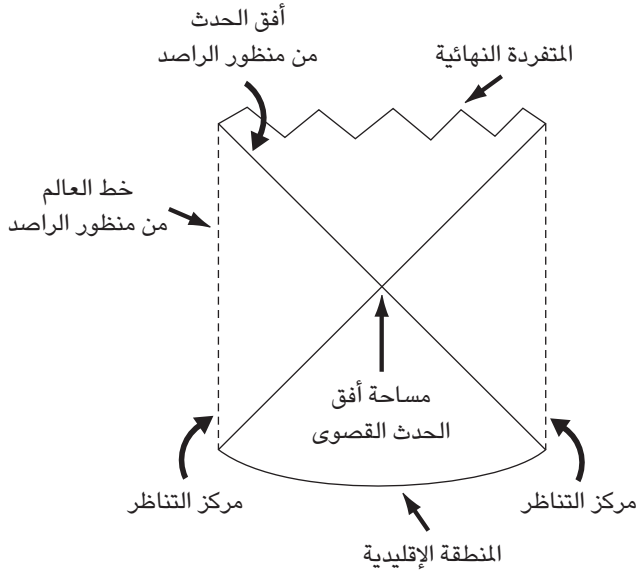 أفق الحدث
من منظور الراصد
المتفردة النهائية
خط العالم
من منظور الراصد
مساحة أفق
الحدث القصوى
مركز التناظر
مركز التناظر
المنطقة الإقليدية